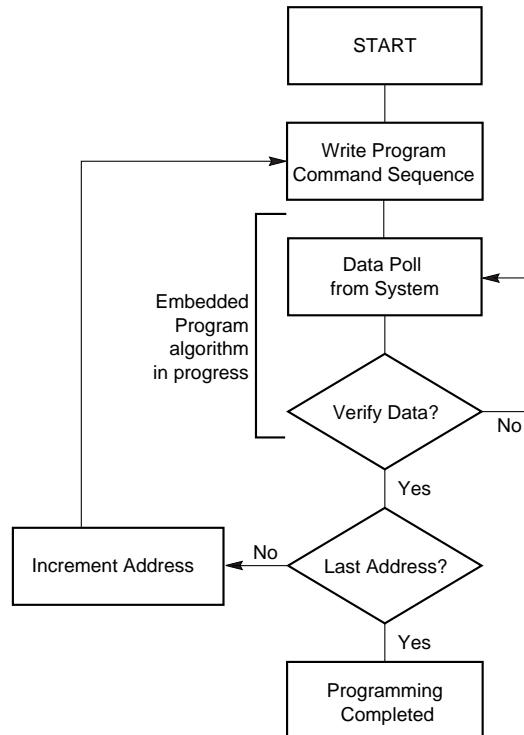 START
Write Program
Command Sequence
Data Poll
from System
Embedded
Program
algorithm
in progress
Verify Data?
No
Yes
Increment Address
No
Last Address?
Yes
Programming
Completed